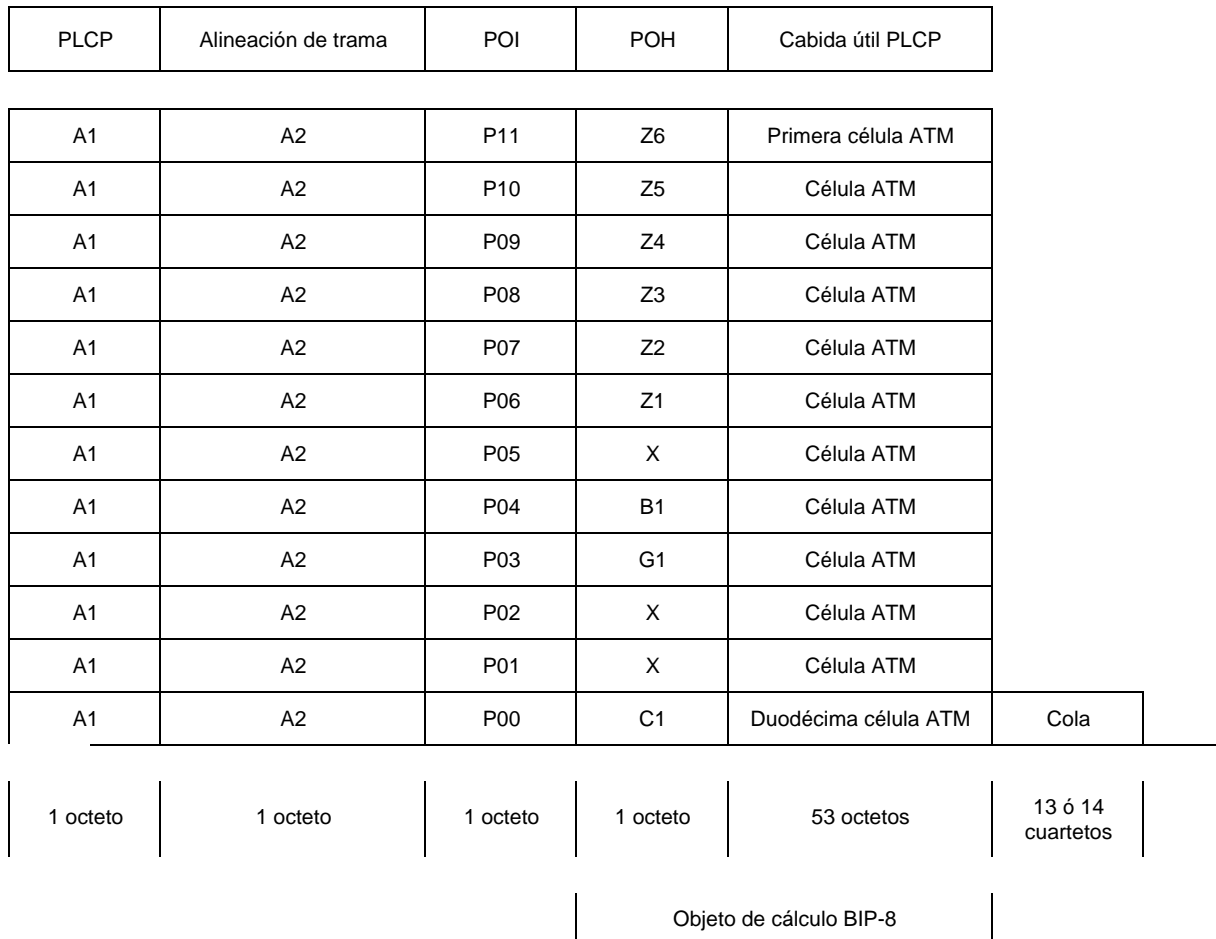 PLCP Alineación de trama POI POH Cabida útil PLCP
A1 A2 P11 Z6 Primera célula ATM
A1 A2 P10 Z5 Célula ATM
A1 A2 P09 Z4 Célula ATM
A1 A2 P08 Z3 Célula ATM
A1 A2 P07 Z2 Célula ATM
A1 A2 P06 Z1 Célula ATM
A1 A2 P05 X Célula ATM
A1 A2 P04 B1 Célula ATM
A1 A2 P03 G1 Célula ATM
A1 A2 P02 X Célula ATM
A1 A2 P01 X Célula ATM
A1 A2 P00 C1 Duodécima célula ATM Cola
1 octeto 1 octeto 1 octeto 1 octeto 53 octetos 13 ó 14
cuartetos
Objeto de cálculo BIP-8